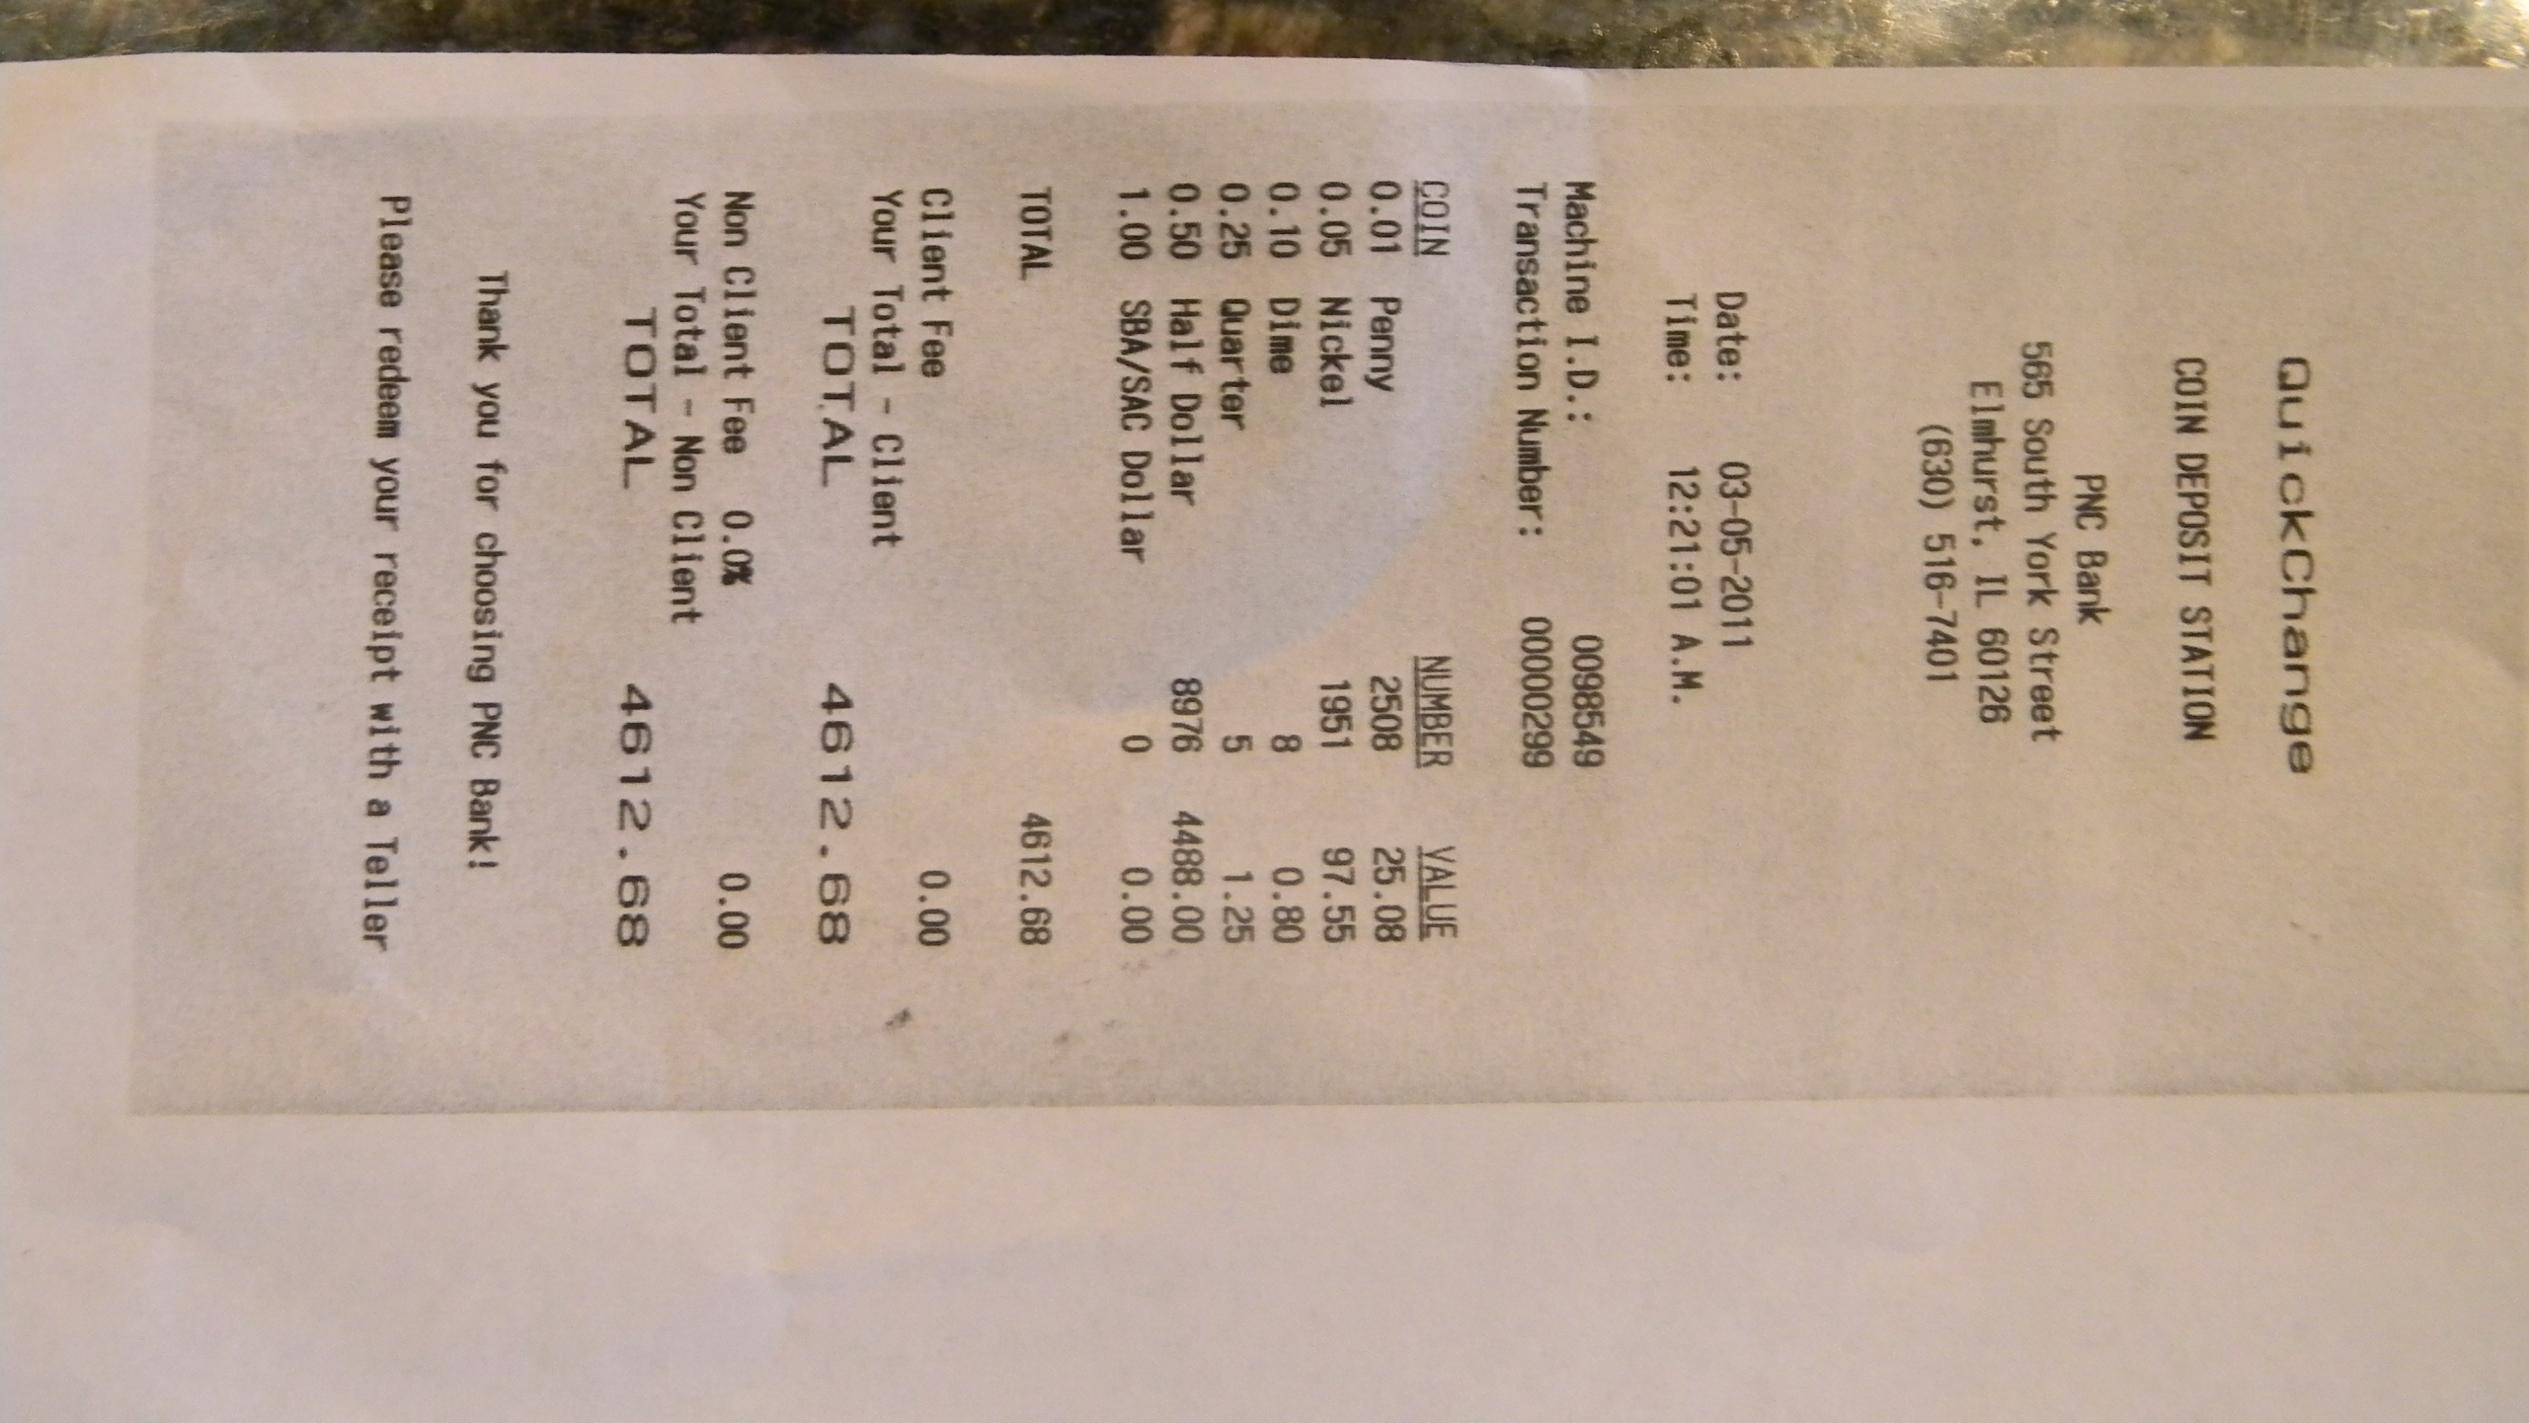 QuickChange
COIN DEPOSIT STATION
PNC Bank
565 South York Street
Elmhurst, IL 60126
(630) 516-7401
Date: 03-05-2011
Time: 12:21:01 A.M.
Machine I.D.: 0098549
Transaction Number: 00000299
COIN NUMBER VALUE
0.01 Penny 2508 25.08
0.05 Nickel 1951 97.55
0.10 Dime 8 0.80
0.25 Quarter 5 1.25
0.50 Half Dollar 8976 4488.00
1.00 SBA/SAC Dollar 0 0.00
TOTAL 4612.68
Client Fee 0.00
Your Total - Client
TOTAL 4612.68
Non Client Fee 0.0% 0.00
Your Total - Non Client
TOTAL 4612.68
Thank you for choosing PNC Bank!
Please redeem your receipt with a Teller